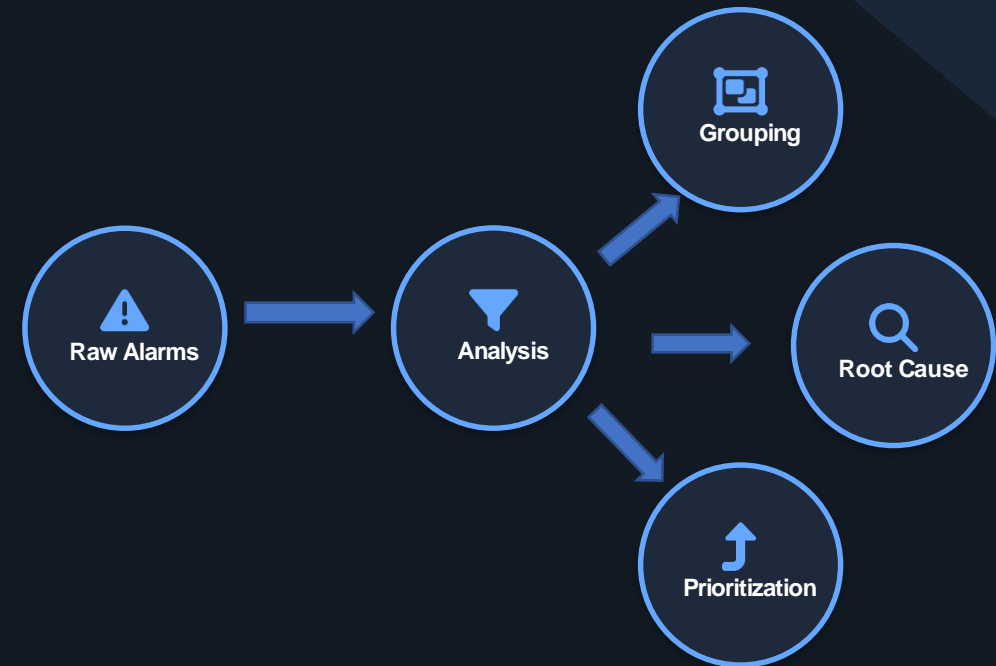 Grouping
Raw Alarms
Analysis
Root Cause
Prioritization